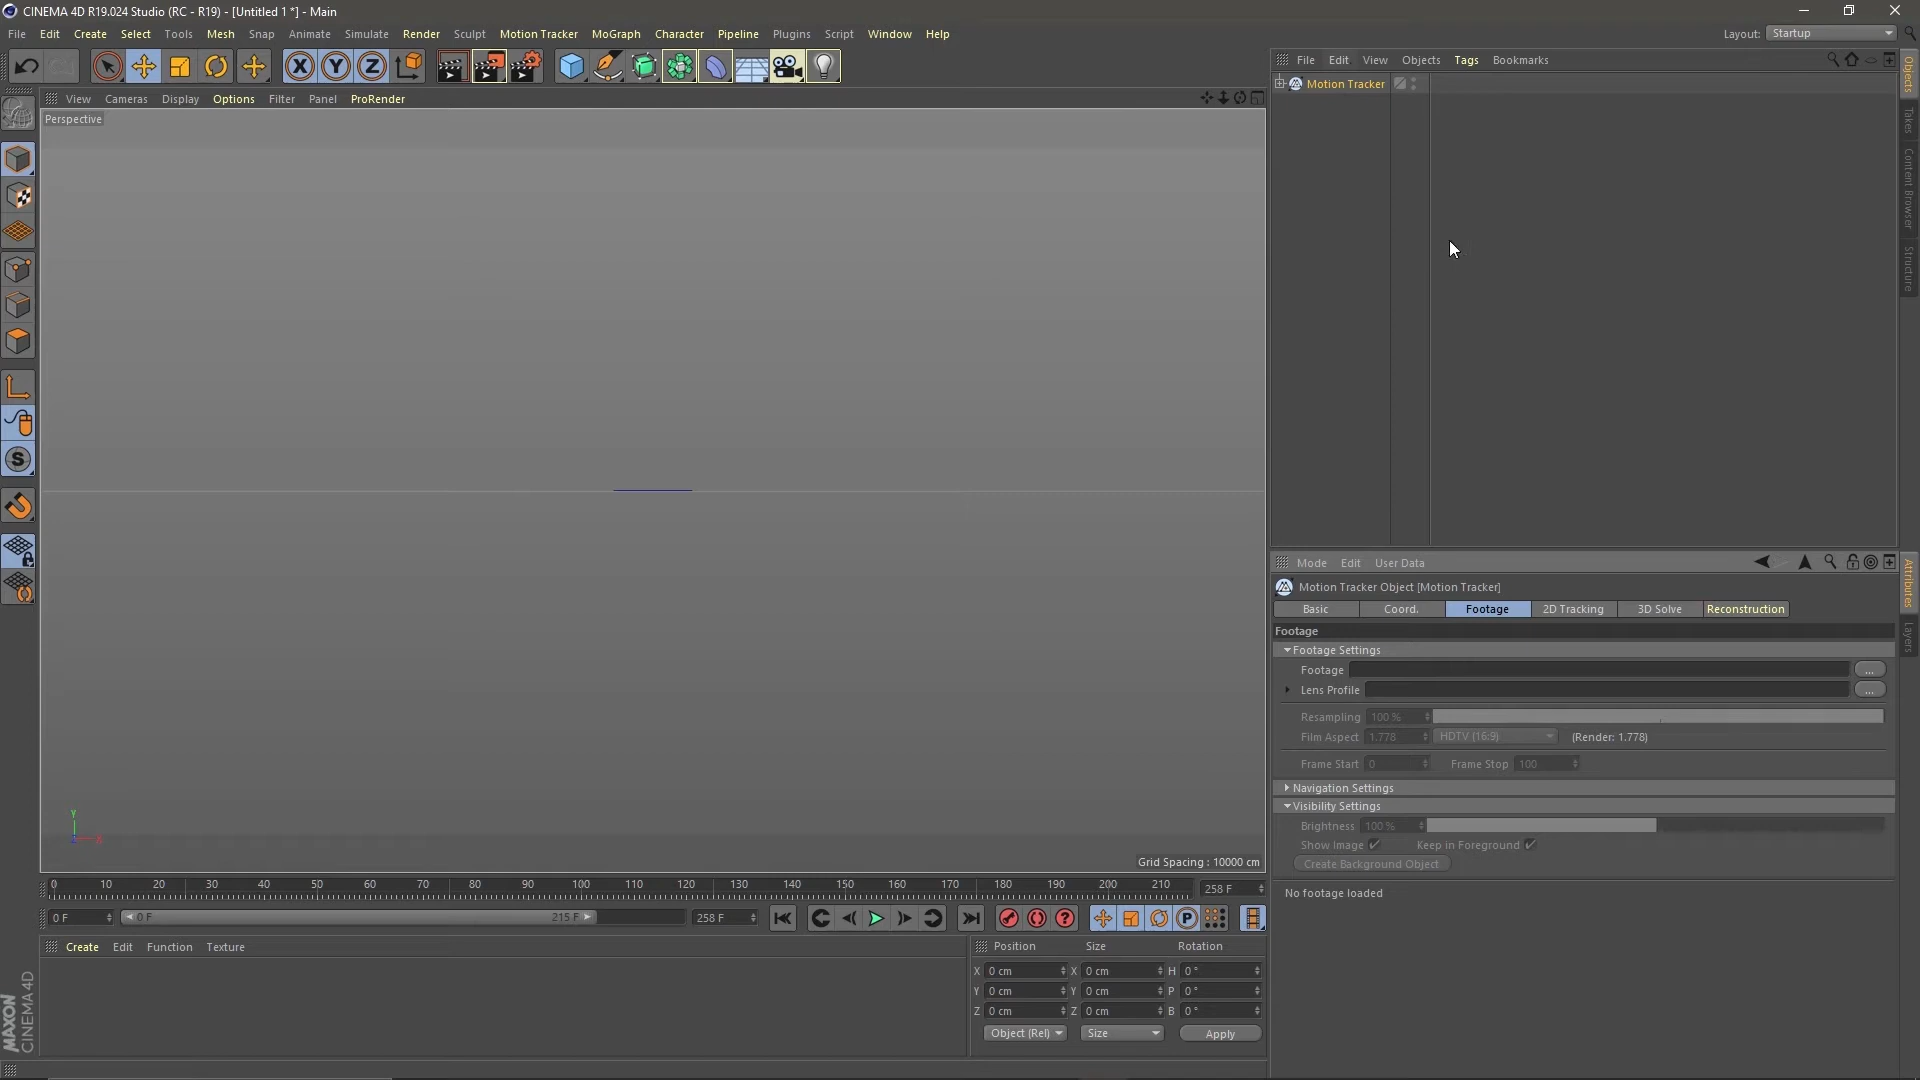 CINEMA 4D R19.024 Studio (RC - R19) - [Untitled 1 *] - Main
File Edit Create Select Tools Mesh Snap Animate Simulate Render Sculpt Motion Tracker MoGraph Character Pipeline Plugins Script Window Help
Layout: Startup
X Y Z
File Edit View Objects Tags Bookmarks
Motion Tracker
View Cameras Display Options Filter Panel ProRender
Perspective
Y
X
Z
Grid Spacing : 10000 cm
Objects
Takes
Content Browser
Structure
Attributes
Layers
Mode Edit User Data
Motion Tracker Object [Motion Tracker]
Basic Coord. Footage 2D Tracking 3D Solve Reconstruction
Footage
Footage Settings
Footage ...
Lens Profile ...
Resampling 100 %
Film Aspect 1.778 HDTV (16:9) (Render: 1.778)
Frame Start 0 Frame Stop 100
Navigation Settings
Visibility Settings
Brightness 100 %
Show Image Keep in Foreground
Create Background Object
No footage loaded
0 10 20 30 40 50 60 70 80 90 100 110 120 130 140 150 160 170 180 190 200 210 258 F
0 F 0 F 215 F 258 F
S
P
Create Edit Function Texture
Position Size Rotation
X 0 cm X 0 cm H 0 °
Y 0 cm Y 0 cm P 0 °
Z 0 cm Z 0 cm B 0 °
Object (Rel) Size Apply
MAXON
CINEMA 4D